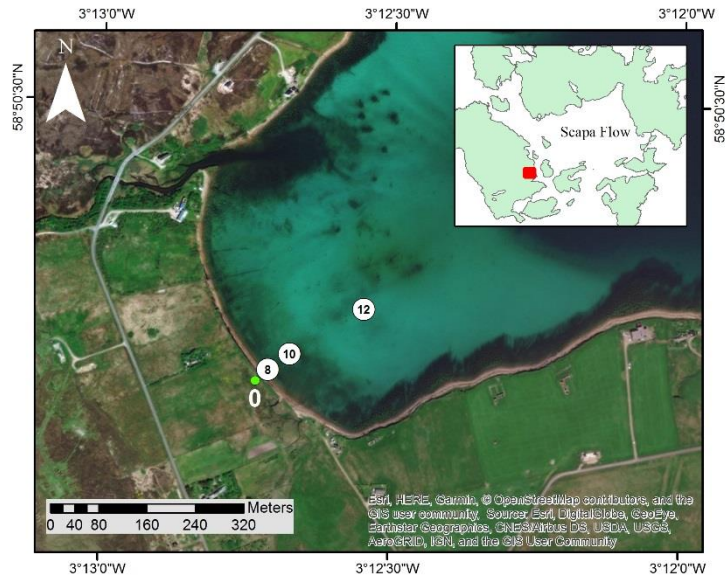 3°13'0"W 3°12'30"W 3°12'0"W
N
58°50'30"N 58°50'30"N
Scapa Flow
12
10
8
0
Meters
0 40 80 160 240 320
Esri, HERE, Garmin, © OpenStreetMap contributors, and the
GIS user community, Source: Esri, DigitalGlobe, GeoEye,
Earthstar Geographics, CNES/Airbus DS, USDA, USGS,
AeroGRID, IGN, and the GIS User Community
3°13'0"W 3°12'30"W 3°12'0"W